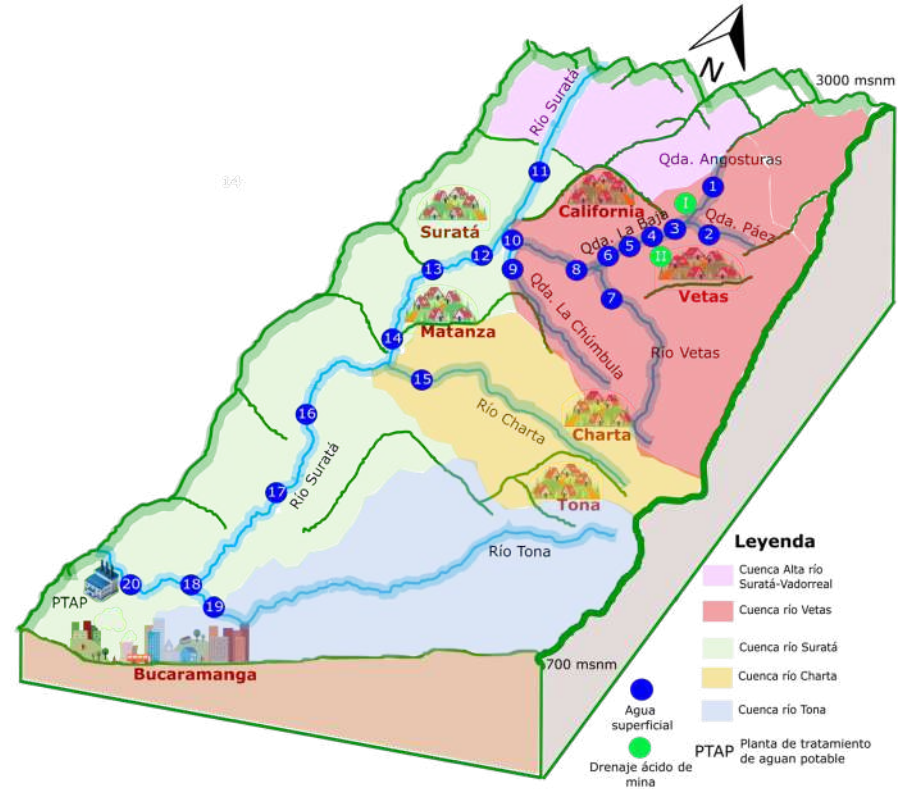 N
3000 msnm
Río Suratá
Qda. Angosturas
11
1
I
California
Qda. La Baja
Qda. Páez
Suratá
10
12
3
4
2
5
6
II
13
9
8
Vetas
7
Matanza
Qda. La Chúmbula
Río Vetas
14
15
Río Charta
Charta
16
Río Suratá
17
Tona
Río Tona
Leyenda
Cuenca Alta río
Suratá-Vadorreal
Cuenca río Vetas
Cuenca río Suratá
Cuenca río Charta
Cuenca río Tona
PTAP
20
18
19
Bucaramanga
700 msnm
Agua
superficial
Drenaje ácido de
mina
PTAP Planta de tratamiento
de aguan potable